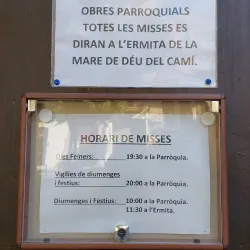 OBRES PARROQUIALS
TOTES LES MISSES ES
DIRAN A L'ERMITA DE LA
MARE DE DÉU DEL CAMÍ.
HORARI DE MISSES
Dies Feiners: 19:30 a la Parròquia.
Vigílies de diumenges
i festius: 20:00 a la Parròquia.
Diumenges i Festius: 10:00 a la Parròquia.
11:30 a l'Ermita.